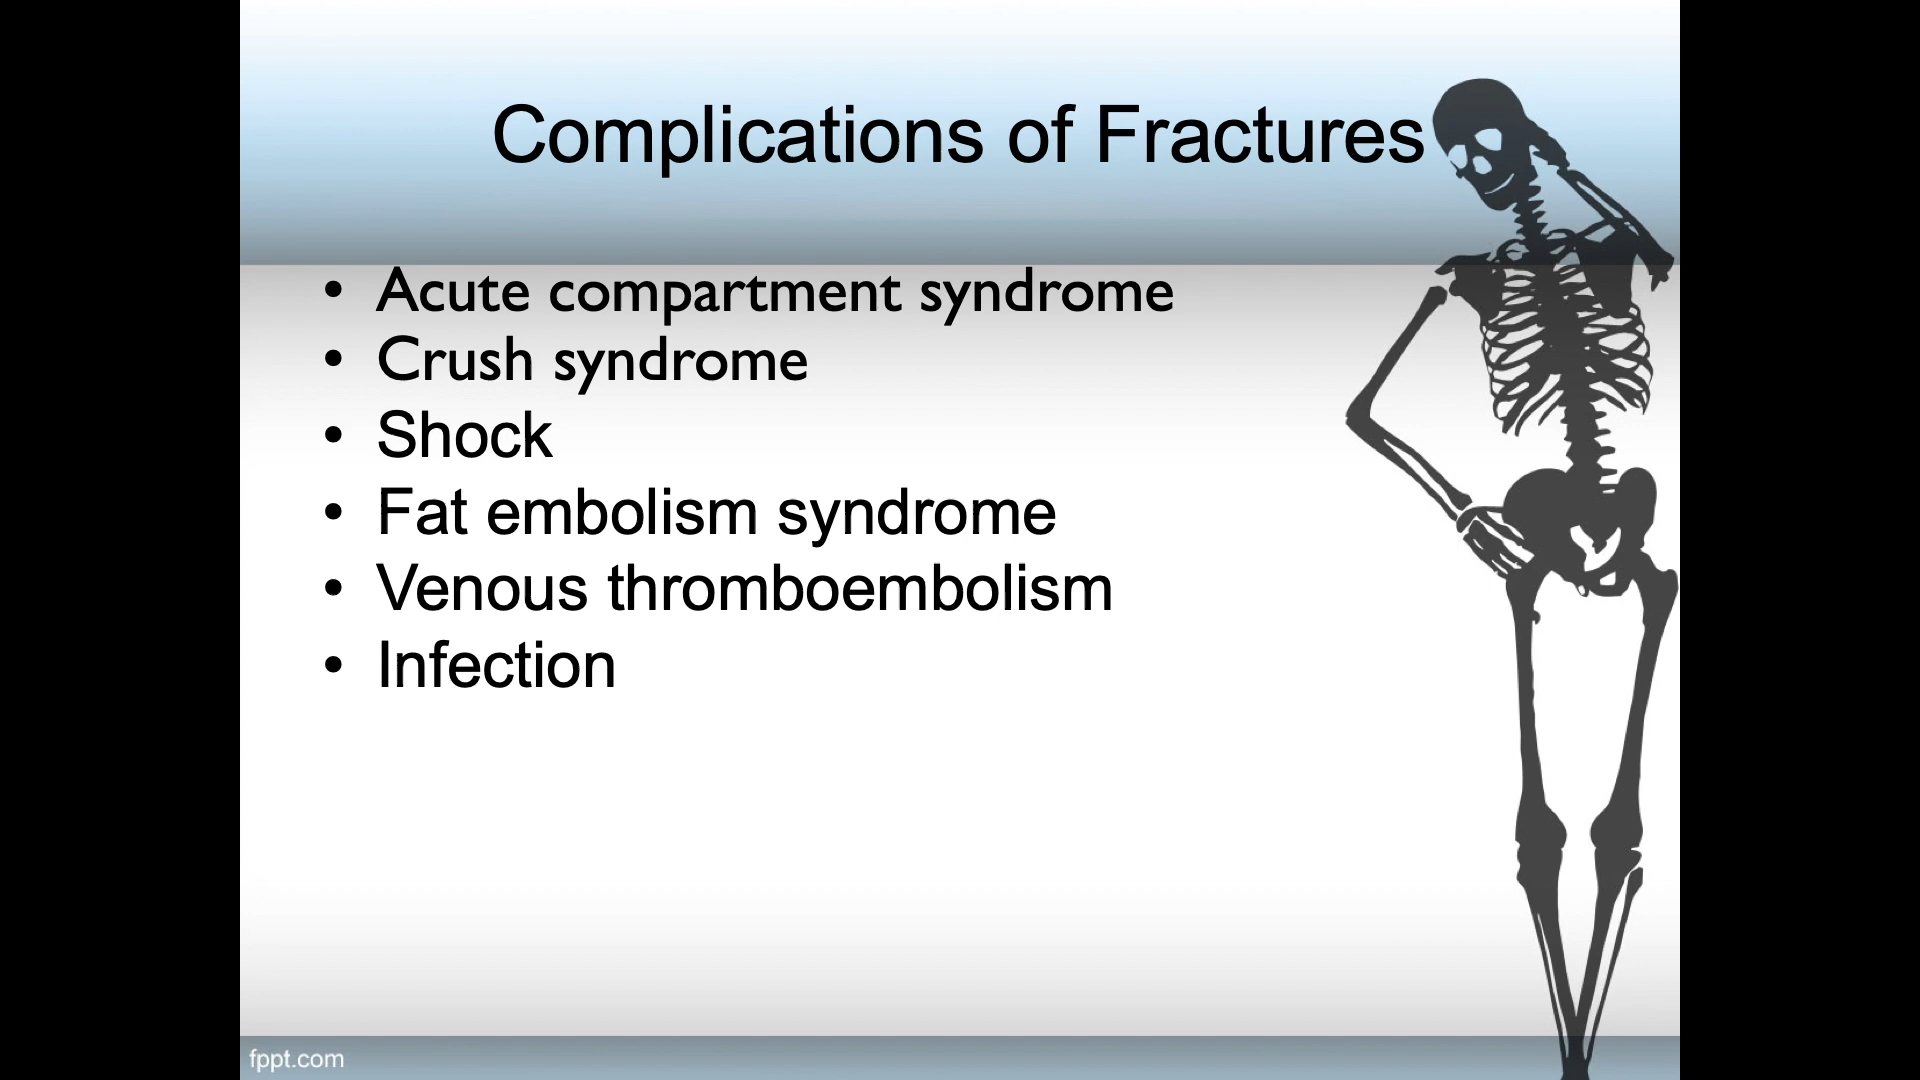 Complications of Fractures
• Acute compartment syndrome
• Crush syndrome
• Shock
• Fat embolism syndrome
• Venous thromboembolism
• Infection
fppt.com